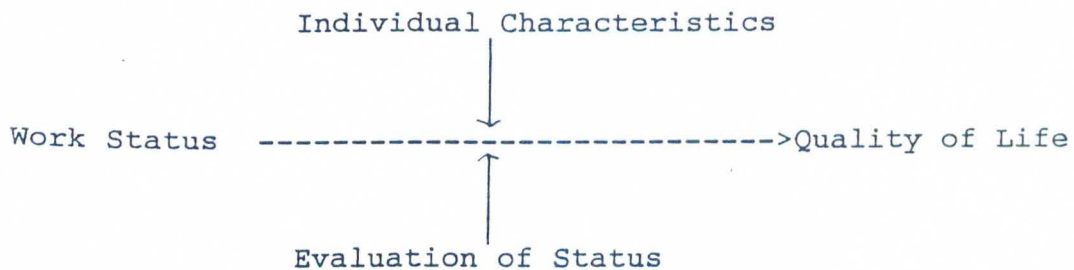 Individual Characteristics
Work Status ---------------------------->Quality of Life
Evaluation of Status